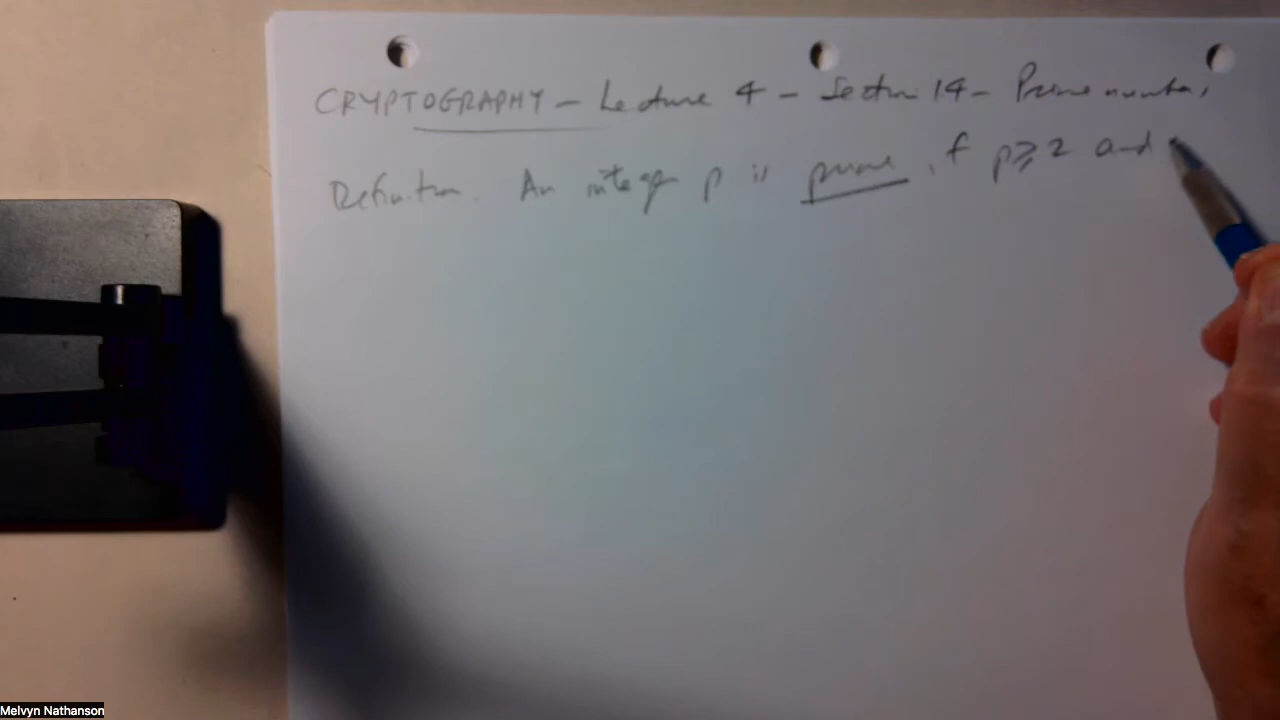 CRYPTOGRAPHY – Lecture 4 – Section 14 – Prime numbers
Definition. An integer p is prime if p ⩾ 2 and
Melvyn Nathanson